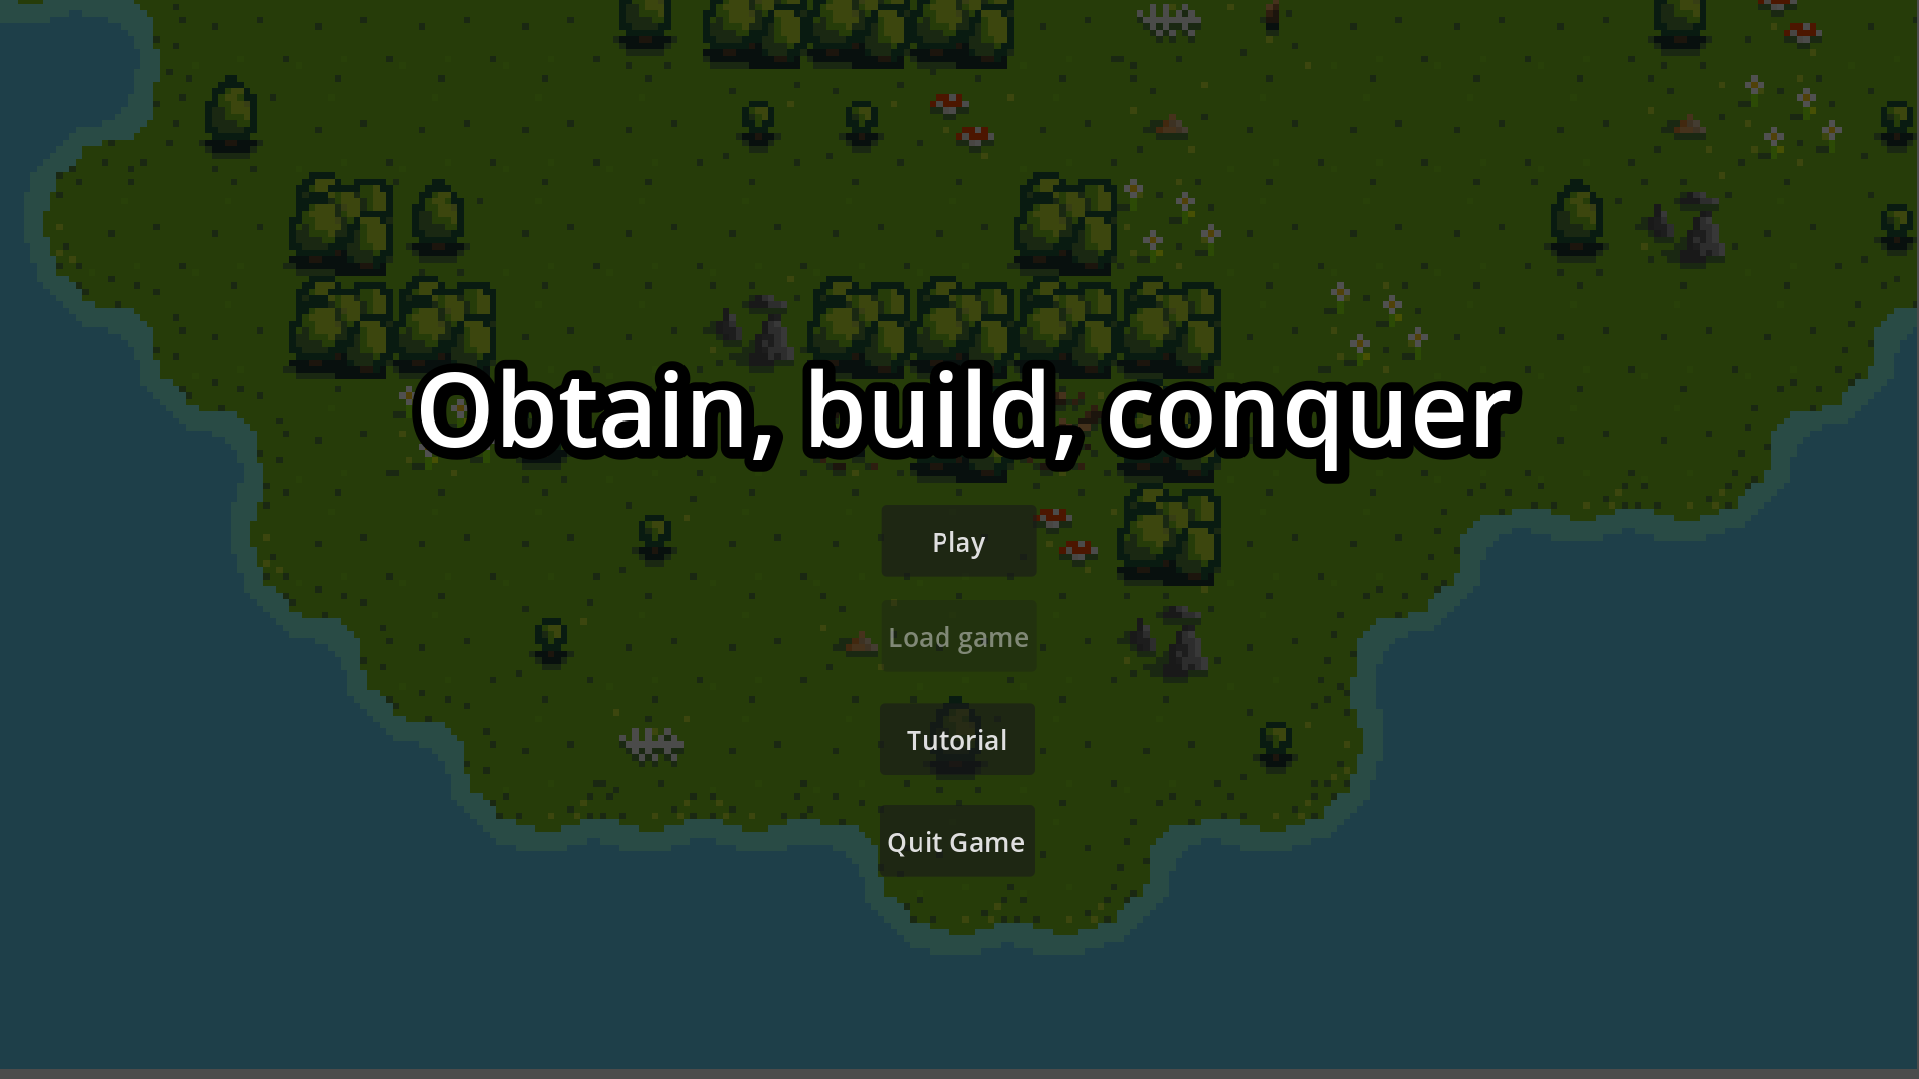 Obtain, build, conquer
Play
Load game
Tutorial
Quit Game